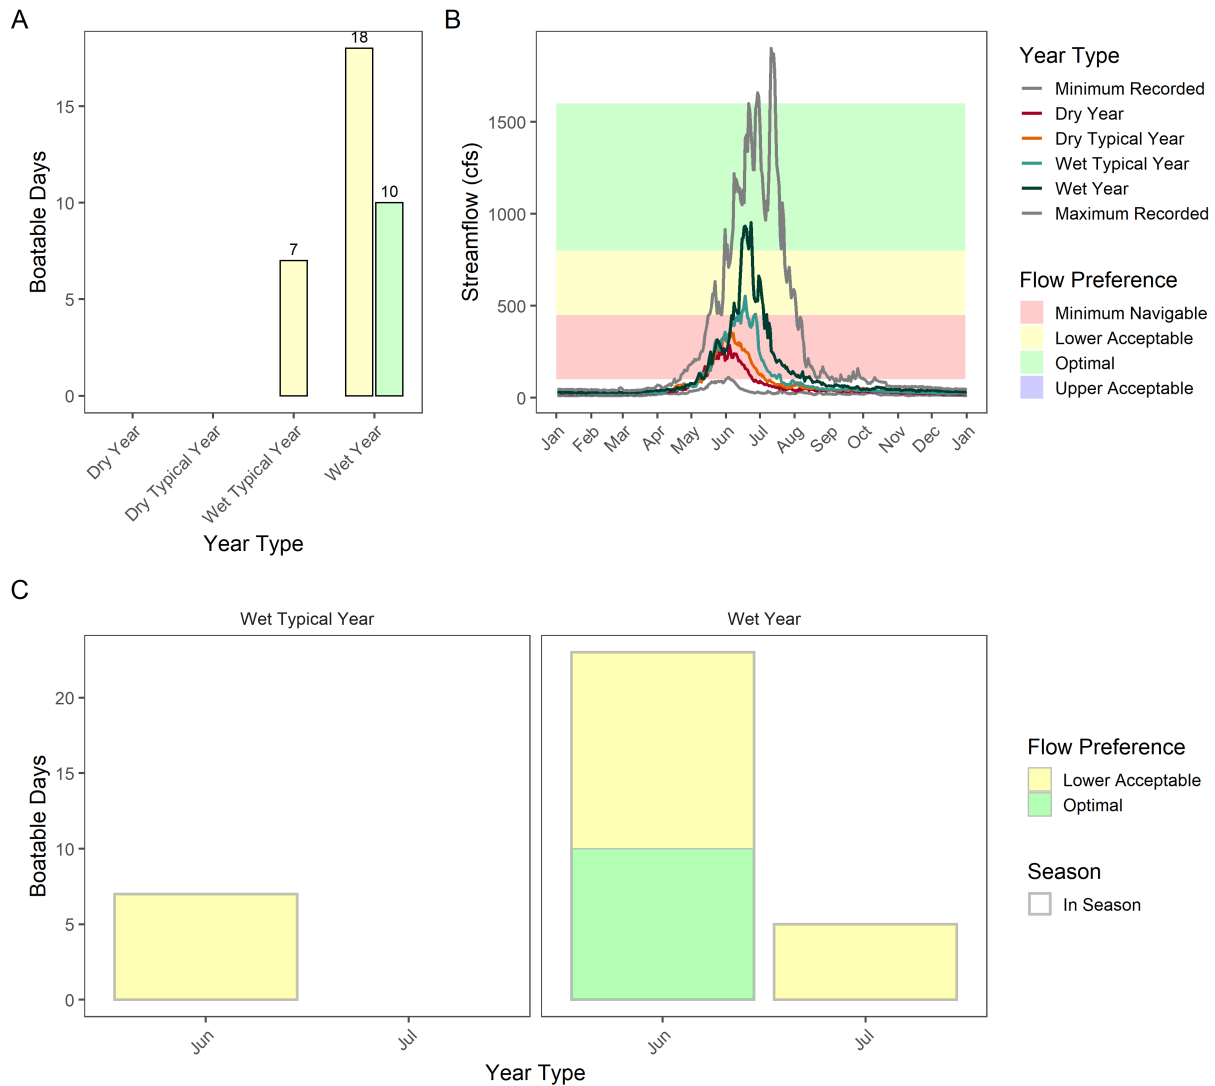 A
Boatable Days
15
10
5
0
18
10
7
Dry Year
Dry Typical Year
Wet Typical Year
Wet Year
Year Type
B
Streamflow (cfs)
1500
1000
500
0
Jan
Feb
Mar
Apr
May
Jun
Jul
Aug
Sep
Oct
Nov
Dec
Jan
Year Type
Minimum Recorded
Dry Year
Dry Typical Year
Wet Typical Year
Wet Year
Maximum Recorded
Flow Preference
Minimum Navigable
Lower Acceptable
Optimal
Upper Acceptable
C
Wet Typical Year
Wet Year
Boatable Days
20
15
10
5
0
Jun
Jul
Jun
Jul
Year Type
Flow Preference
Lower Acceptable
Optimal
Season
In Season